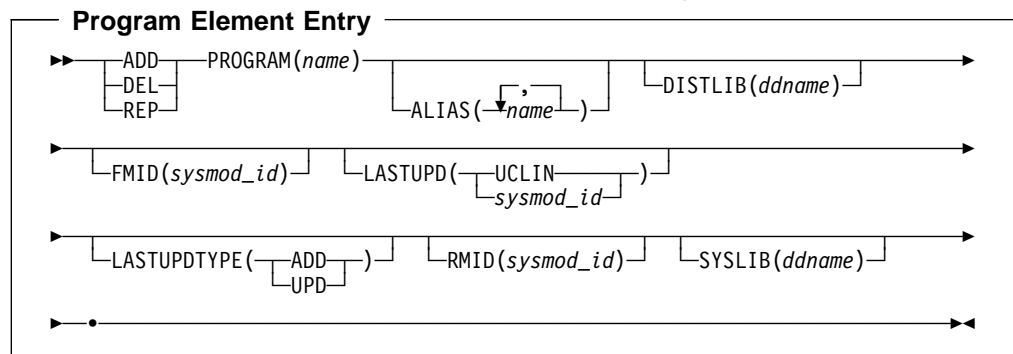 Program Element Entry
ADD PROGRAM(name)
DEL
REP
ALIAS( name )
,
DISTLIB(ddname)
FMID(sysmod_id)
LASTUPD( UCLIN )
sysmod_id
LASTUPDTYPE( ADD )
UPD
RMID(sysmod_id)
SYSLIB(ddname)
.